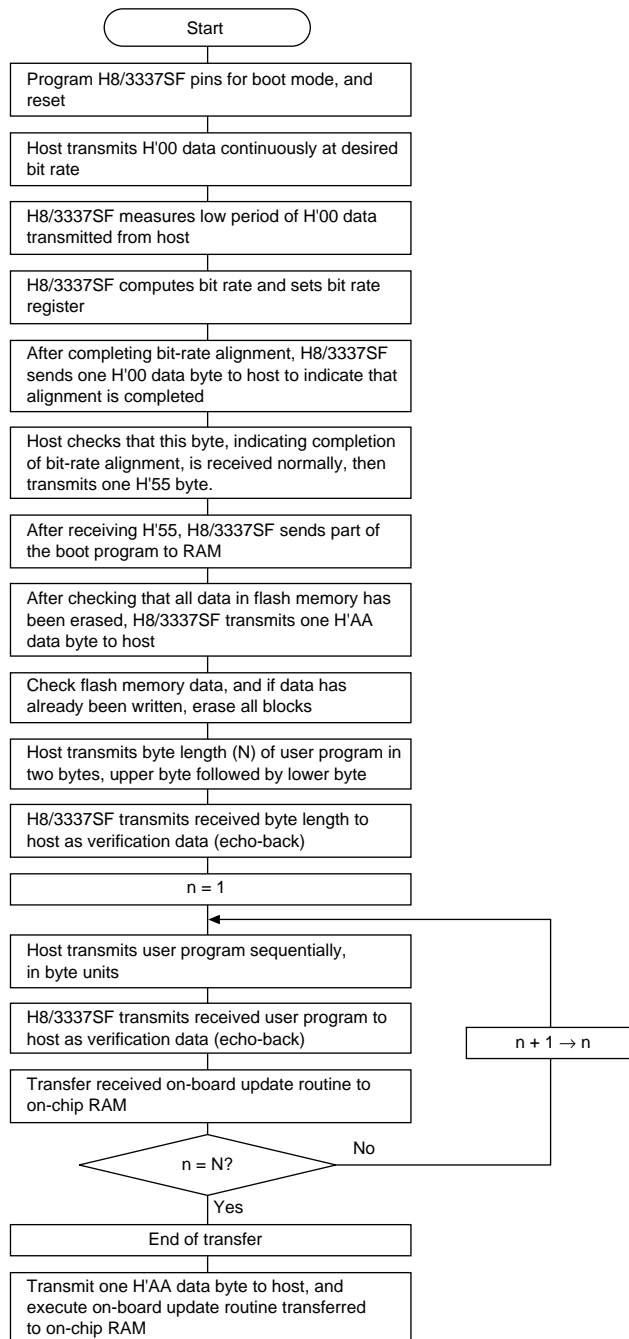 Start
Program H8/3337SF pins for boot mode, and
reset
Host transmits H'00 data continuously at desired
bit rate
H8/3337SF measures low period of H'00 data
transmitted from host
H8/3337SF computes bit rate and sets bit rate
register
After completing bit-rate alignment, H8/3337SF
sends one H'00 data byte to host to indicate that
alignment is completed
Host checks that this byte, indicating completion
of bit-rate alignment, is received normally, then
transmits one H'55 byte.
After receiving H'55, H8/3337SF sends part of
the boot program to RAM
After checking that all data in flash memory has
been erased, H8/3337SF transmits one H'AA
data byte to host
Check flash memory data, and if data has
already been written, erase all blocks
Host transmits byte length (N) of user program in
two bytes, upper byte followed by lower byte
H8/3337SF transmits received byte length to
host as verification data (echo-back)
n = 1
Host transmits user program sequentially,
in byte units
H8/3337SF transmits received user program to
host as verification data (echo-back)
n + 1 → n
Transfer received on-board update routine to
on-chip RAM
n = N?
No
Yes
End of transfer
Transmit one H'AA data byte to host, and
execute on-board update routine transferred
to on-chip RAM